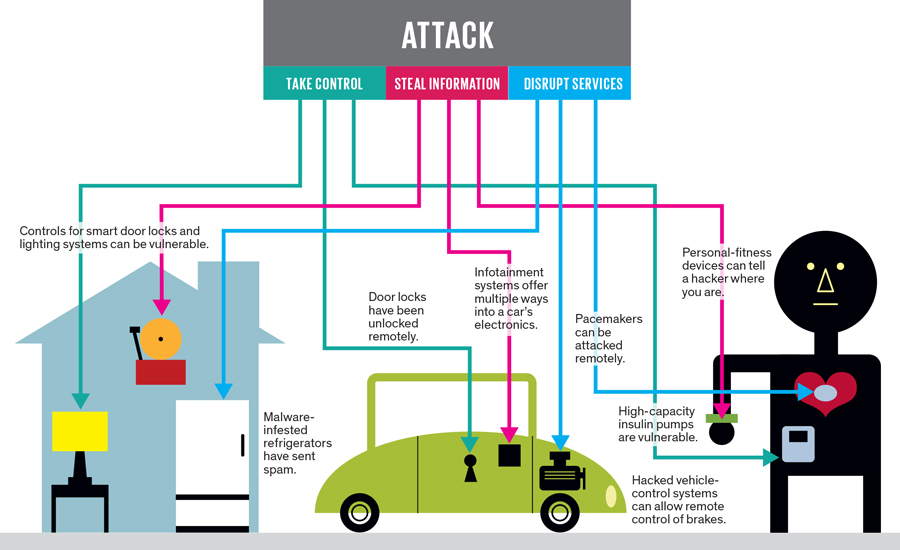 ATTACK
TAKE CONTROL
STEAL INFORMATION
DISRUPT SERVICES
Controls for smart door locks and
lighting systems can be vulnerable.
Door locks
have been
unlocked
remotely.
Infotainment
systems offer
multiple ways
into a car’s
electronics.
Pacemakers
can be
attacked
remotely.
Personal-fitness
devices can tell
a hacker where
you are.
Malware-
infested
refrigerators
have sent
spam.
High-capacity
insulin pumps
are vulnerable.
Hacked vehicle-
control systems
can allow remote
control of brakes.